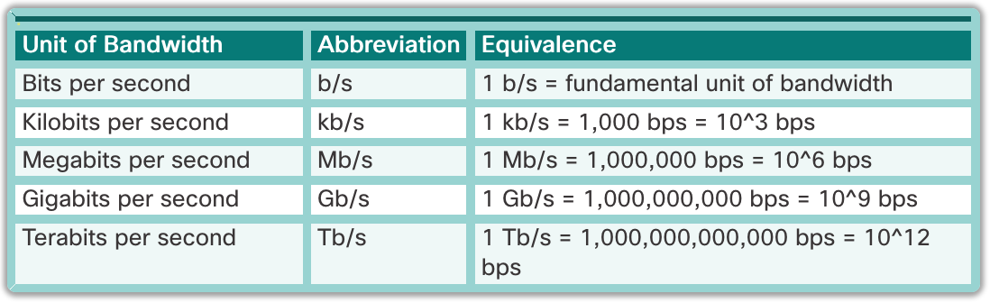 Unit of Bandwidth Abbreviation Equivalence
Bits per second b/s 1 b/s = fundamental unit of bandwidth
Kilobits per second kb/s 1 kb/s = 1,000 bps = 10^3 bps
Megabits per second Mb/s 1 Mb/s = 1,000,000 bps = 10^6 bps
Gigabits per second Gb/s 1 Gb/s = 1,000,000,000 bps = 10^9 bps
Terabits per second Tb/s 1 Tb/s = 1,000,000,000,000 bps = 10^12
bps